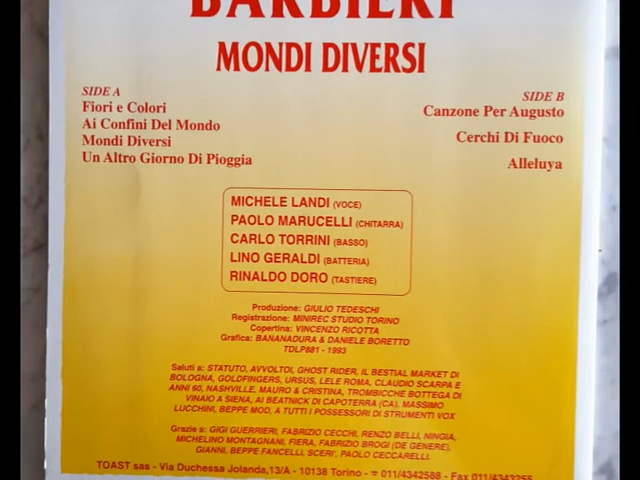 BARBIERI
MONDI DIVERSI
SIDE A
Fiori e Colori
Ai Confini Del Mondo
Mondi Diversi
Un Altro Giorno Di Pioggia
SIDE B
Canzone Per Augusto
Cerchi Di Fuoco
Alleluya
MICHELE LANDI (VOCE)
PAOLO MARUCELLI (CHITARRA)
CARLO TORRINI (BASSO)
LINO GERALDI (BATTERIA)
RINALDO DORO (TASTIERE)
Produzione: GIULIO TEDESCHI
Registrazione: MINIREC STUDIO TORINO
Copertina: VINCENZO RICOTTA
Grafica: BANANADURA & DANIELE BORETTO
TDLP881 - 1993
Saluti a: STATUTO, AVVOLTOI, GHOST RIDER, IL BESTIAL MARKET DI
BOLOGNA, GOLDFINGERS, URSUS, LELE ROMA, CLAUDIO SCARPA E
ANNI 60, NASHVILLE, MAURO & CRISTINA, TROMBICCHE BOTTEGA DI
VINAIO A SIENA, AI BEATNICK DI CAPOTERRA (CA), MASSIMO
LUCCHINI, BEPPE MOD, A TUTTI I POSSESSORI DI STRUMENTI VOX
Grazie a: GIGI GUERRIERI, FABRIZIO CECCHI, RENZO BELLI, NINGIA,
MICHELINO MONTAGNANI, FIERA, FABRIZIO BROGI (DE GENERE),
GIANNI, BEPPE FANCELLI, SCERI', PAOLO CECCARELLI.
TOAST sas - Via Duchessa Jolanda,13/A - 10138 Torino - ☎ 011/4342588 - Fax 011/4343255